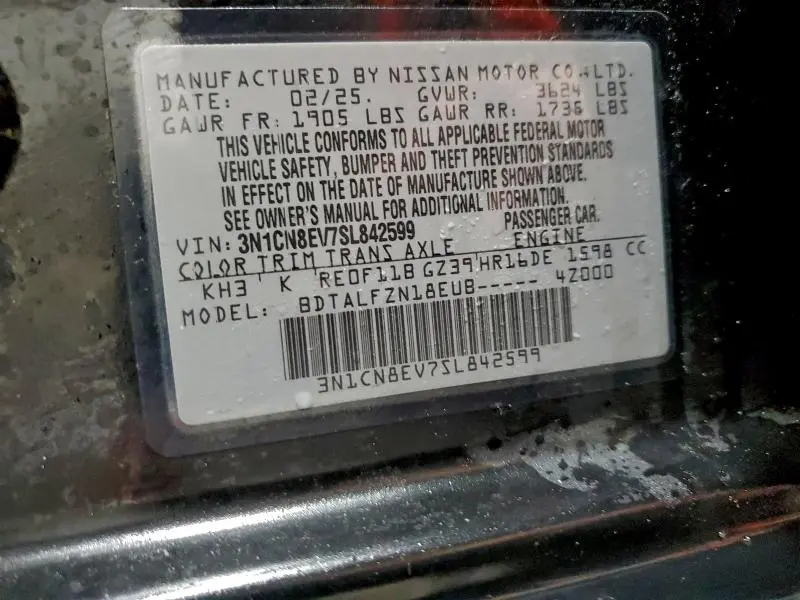 MANUFACTURED BY NISSAN MOTOR CO.,LTD.
DATE: 02/25. GVWR: 3624 LBS
GAWR FR: 1905 LBS GAWR RR: 1736 LBS
THIS VEHICLE CONFORMS TO ALL APPLICABLE FEDERAL MOTOR
VEHICLE SAFETY, BUMPER AND THEFT PREVENTION STANDARDS
IN EFFECT ON THE DATE OF MANUFACTURE SHOWN ABOVE.
SEE OWNER'S MANUAL FOR ADDITIONAL INFORMATION.
VIN: 3N1CN8EV7SL842599 PASSENGER CAR.
COLOR TRIM TRANS AXLE ENGINE
KH3 K RE0F11B GZ39 HR16DE 1598 CC
MODEL: BDTALFZN18EUB----- 4Z000
3N1CN8EV7SL842599